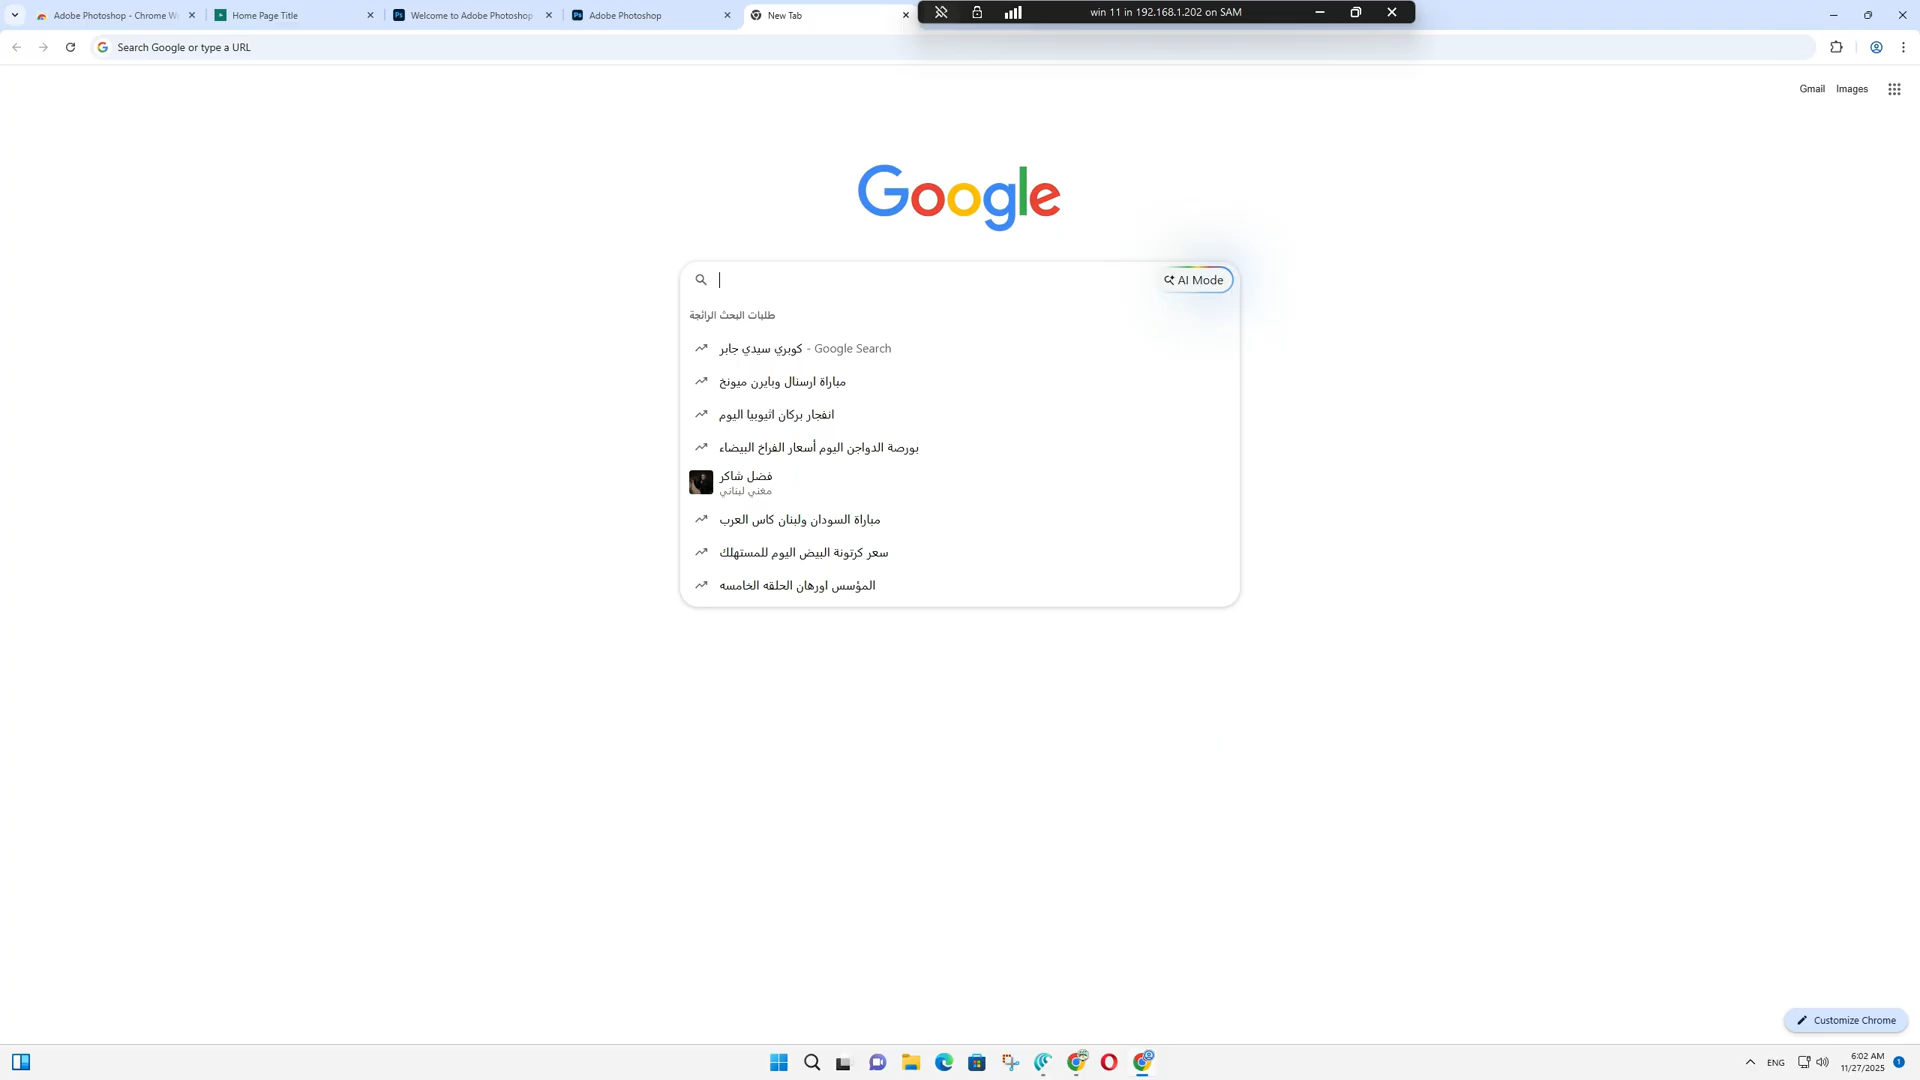 Adobe Photoshop - Chrome W
Home Page Title
Welcome to Adobe Photoshop
Adobe Photoshop
New Tab
win 11 in 192.168.1.202 on SAM
Search Google or type a URL
Gmail
Images
Google
AI Mode
طلبات البحث الرائجة
كوبري سيدي جابر - Google Search
مباراة ارسنال وبايرن ميونخ
انفجار بركان اثيوبيا اليوم
بورصة الدواجن اليوم أسعار الفراخ البيضاء
فضل شاكر
مغني لبناني
مباراة السودان ولبنان كاس العرب
سعر كرتونة البيض اليوم للمستهلك
المؤسس اورهان الحلقه الخامسه
Customize Chrome
ENG
6:02 AM
11/27/2025
1